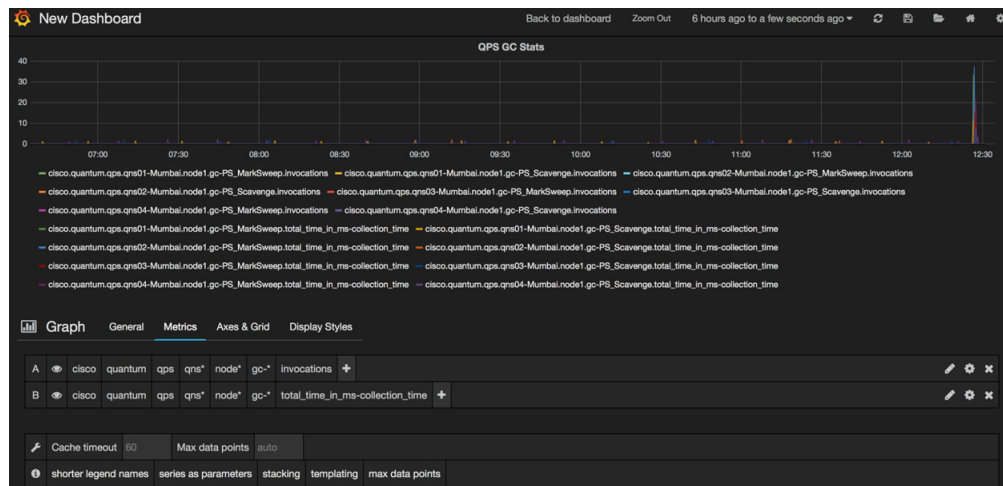 New Dashboard Back to dashboard Zoom Out 6 hours ago to a few seconds ago
QPS GC Stats
40
30
20
10
0
07:00 07:30 08:00 08:30 09:00 09:30 10:00 10:30 11:00 11:30 12:00 12:30
cisco.quantum.qps.qns01-Mumbai.node1.gc-PS_MarkSweep.invocations cisco.quantum.qps.qns01-Mumbai.node1.gc-PS_Scavenge.invocations cisco.quantum.qps.qns02-Mumbai.node1.gc-PS_MarkSweep.invocations
cisco.quantum.qps.qns02-Mumbai.node1.gc-PS_Scavenge.invocations cisco.quantum.qps.qns03-Mumbai.node1.gc-PS_MarkSweep.invocations cisco.quantum.qps.qns03-Mumbai.node1.gc-PS_Scavenge.invocations
cisco.quantum.qps.qns04-Mumbai.node1.gc-PS_MarkSweep.invocations cisco.quantum.qps.qns04-Mumbai.node1.gc-PS_Scavenge.invocations
cisco.quantum.qps.qns01-Mumbai.node1.gc-PS_MarkSweep.total_time_in_ms-collection_time cisco.quantum.qps.qns01-Mumbai.node1.gc-PS_Scavenge.total_time_in_ms-collection_time
cisco.quantum.qps.qns02-Mumbai.node1.gc-PS_MarkSweep.total_time_in_ms-collection_time cisco.quantum.qps.qns02-Mumbai.node1.gc-PS_Scavenge.total_time_in_ms-collection_time
cisco.quantum.qps.qns03-Mumbai.node1.gc-PS_MarkSweep.total_time_in_ms-collection_time cisco.quantum.qps.qns03-Mumbai.node1.gc-PS_Scavenge.total_time_in_ms-collection_time
cisco.quantum.qps.qns04-Mumbai.node1.gc-PS_MarkSweep.total_time_in_ms-collection_time cisco.quantum.qps.qns04-Mumbai.node1.gc-PS_Scavenge.total_time_in_ms-collection_time
Graph General Metrics Axes & Grid Display Styles
A cisco quantum qps qns* node* gc-* invocations +
B cisco quantum qps qns* node* gc-* total_time_in_ms-collection_time +
Cache timeout 60 Max data points auto
shorter legend names series as parameters stacking templating max data points